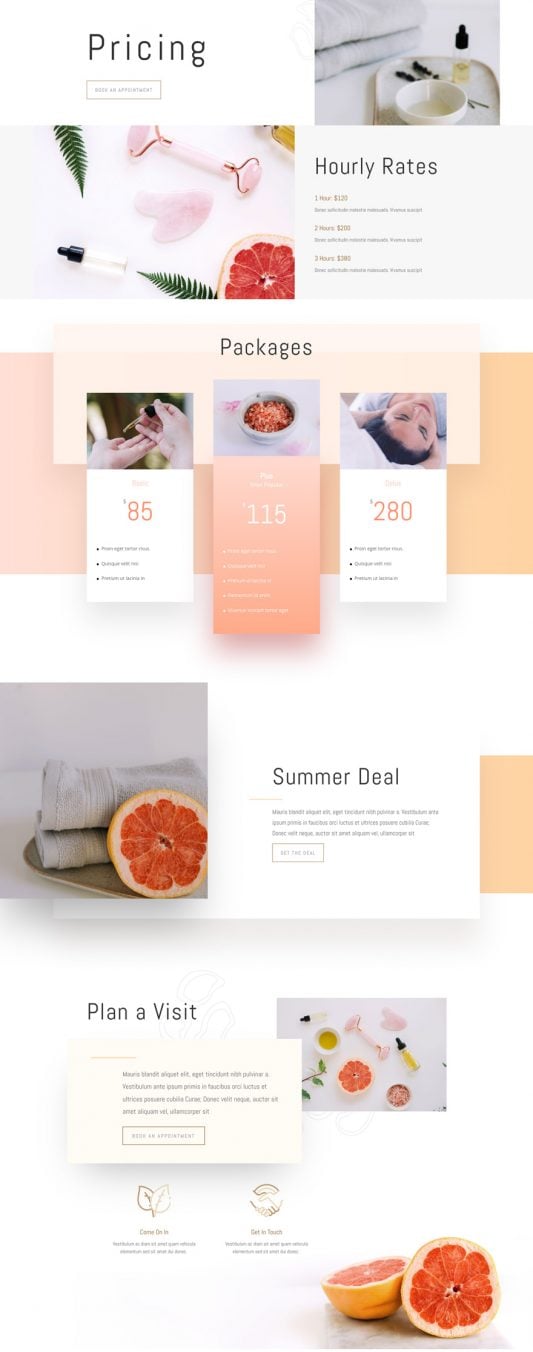 Pricing
BOOK AN APPOINTMENT
Hourly Rates
1 Hour: $120
Donec sollicitudin molestie malesuada. Vivamus suscipit
2 Hours: $200
Donec sollicitudin molestie malesuada. Vivamus suscipit
3 Hours: $380
Donec sollicitudin molestie malesuada. Vivamus suscipit
Packages
Basic
$85
Proin eget tortor risus
Quisque velit nisi
Pretium ut lacinia in
Plus
Most Popular
$115
Proin eget tortor risus
Quisque velit nisi
Pretium ut lacinia in
Elementum id enim
Vivamus suscipit tortor eget
$280
Proin eget tortor risus
Quisque velit nisi
Pretium ut lacinia in
Summer Deal
Mauris blandit aliquet elit, eget tincidunt nibh pulvinar a. Vestibulum ante
ipsum primis in faucibus orci luctus et ultrices posuere cubilia Curae;
Donec velit neque, auctor sit amet aliquam vel, ullamcorper sit
GET THE DEAL
Plan a Visit
Mauris blandit aliquet elit, eget tincidunt nibh pulvinar a.
Vestibulum ante ipsum primis in faucibus orci luctus et
ultrices posuere cubilia Curae; Donec velit neque, auctor sit
amet aliquam vel, ullamcorper sit
BOOK AN APPOINTMENT
Come On In
Vestibulum ac diam sit amet quam vehicula
elementum sed sit amet dui donec
Get In Touch
Vestibulum ac diam sit amet quam vehicula
elementum sed sit amet dui donec